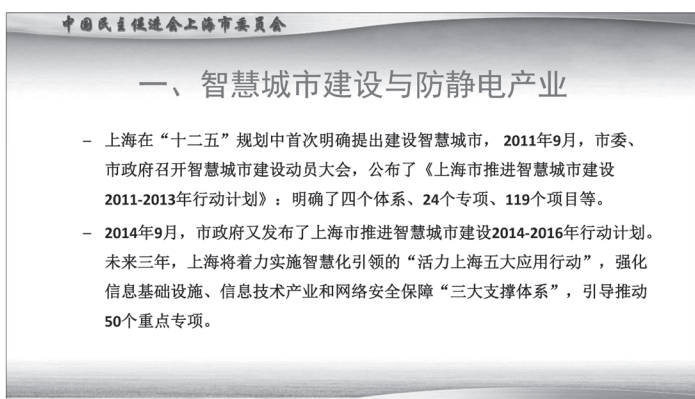 中国民主促进会上海市委员会
一、智慧城市建设与防静电产业
– 上海在“十二五”规划中首次明确提出建设智慧城市， 2011年9月，市委、
市政府召开智慧城市建设动员大会，公布了《上海市推进智慧城市建设
2011-2013年行动计划》：明确了四个体系、24个专项、119个项目等。
– 2014年9月，市政府又发布了上海市推进智慧城市建设2014-2016年行动计划。
未来三年，上海将着力实施智慧化引领的“活力上海五大应用行动”，强化
信息基础设施、信息技术产业和网络安全保障“三大支撑体系”，引导推动
50个重点专项。